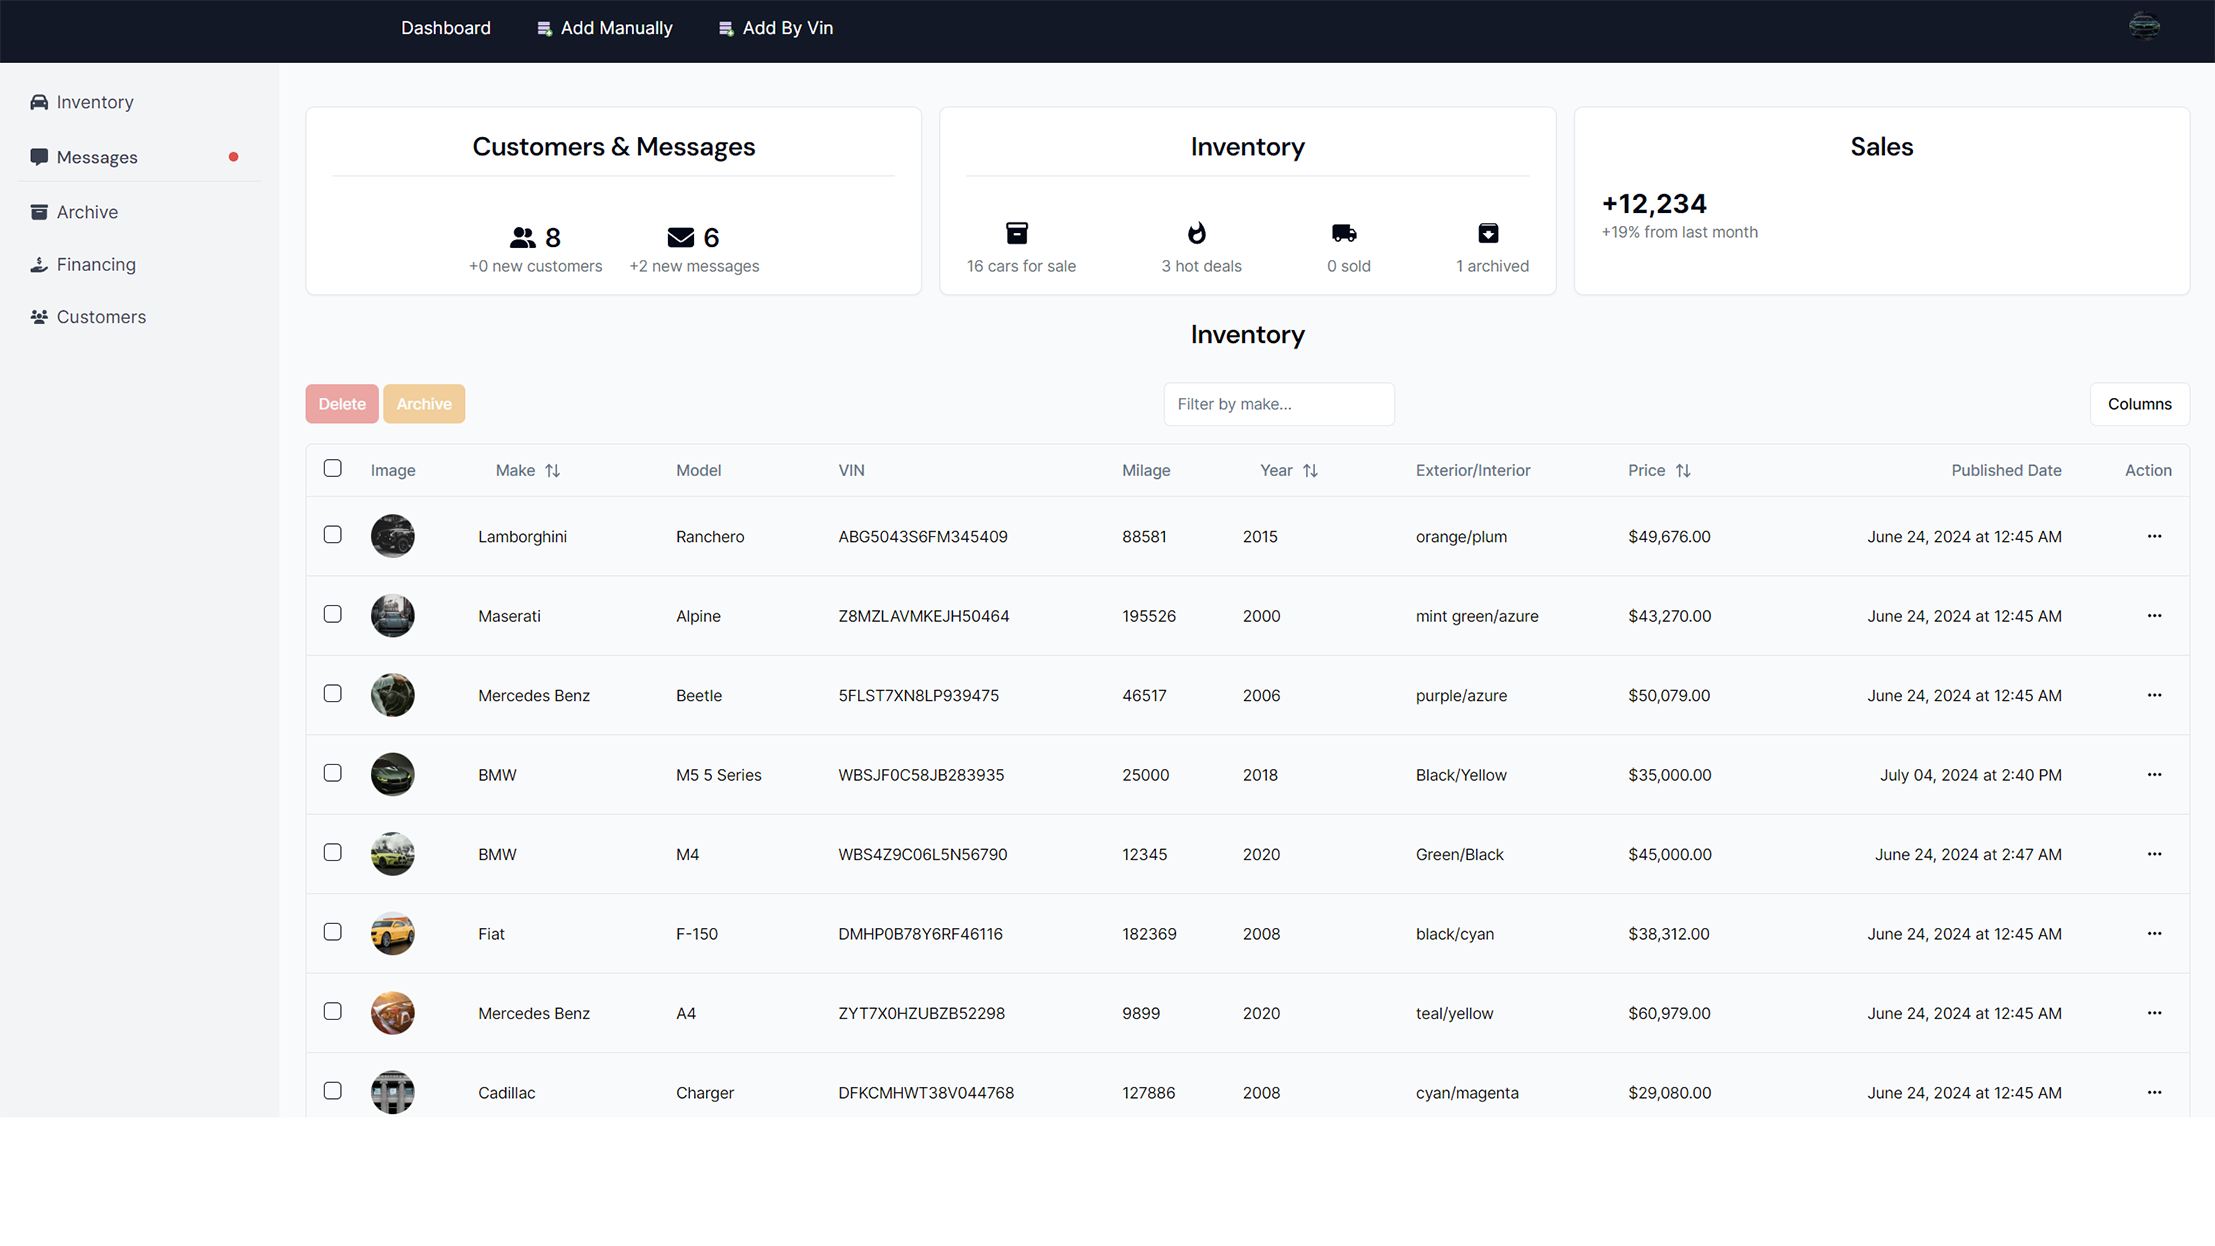 Dashboard Add Manually Add By Vin
Inventory
Messages
Archive
Financing
Customers
Customers & Messages
8 6
+0 new customers +2 new messages
Inventory
16 cars for sale 3 hot deals 0 sold 1 archived
Sales
+12,234
+19% from last month
Inventory
Delete Archive Filter by make... Columns
Image Make Model VIN Milage Year Exterior/Interior Price Published Date Action
Lamborghini Ranchero ABG5043S6FM345409 88581 2015 orange/plum $49,676.00 June 24, 2024 at 12:45 AM
Maserati Alpine Z8MZLAVMKEJH50464 195526 2000 mint green/azure $43,270.00 June 24, 2024 at 12:45 AM
Mercedes Benz Beetle 5FLST7XN8LP939475 46517 2006 purple/azure $50,079.00 June 24, 2024 at 12:45 AM
BMW M5 5 Series WBSJF0C58JB283935 25000 2018 Black/Yellow $35,000.00 July 04, 2024 at 2:40 PM
BMW M4 WBS4Z9C06L5N56790 12345 2020 Green/Black $45,000.00 June 24, 2024 at 2:47 AM
Fiat F-150 DMHP0B78Y6RF46116 182369 2008 black/cyan $38,312.00 June 24, 2024 at 12:45 AM
Mercedes Benz A4 ZYT7X0HZUBZB52298 9899 2020 teal/yellow $60,979.00 June 24, 2024 at 12:45 AM
Cadillac Charger DFKCMHWT38V044768 127886 2008 cyan/magenta $29,080.00 June 24, 2024 at 12:45 AM